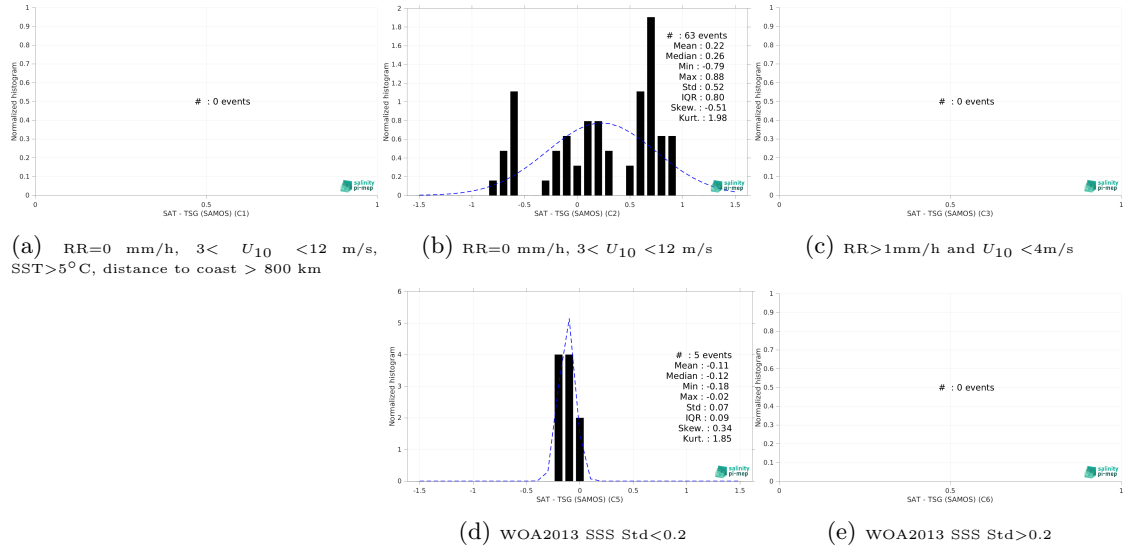 1
0.9
0.8
0.7
0.6
0.5
0.4
0.3
0.2
0.1
0
Normalized histogram
# : 0 events
salinity
pi-mep
0 0.5 1
SAT - TSG (SAMOS) (C1)
(a) RR=0 mm/h, 3< U10 <12 m/s,
SST>5°C, distance to coast > 800 km
2
1.8
1.6
1.4
1.2
1
0.8
0.6
0.4
0.2
0
Normalized histogram
# : 63 events
Mean : 0.22
Median : 0.26
Min : -0.79
Max : 0.88
Std : 0.52
IQR : 0.80
Skew. : -0.51
Kurt. : 1.98
salinity
pi-mep
-1.5 -1 -0.5 0 0.5 1 1.5
SAT - TSG (SAMOS) (C2)
(b) RR=0 mm/h, 3< U10 <12 m/s
1
0.9
0.8
0.7
0.6
0.5
0.4
0.3
0.2
0.1
0
Normalized histogram
# : 0 events
salinity
pi-mep
0 0.5 1
SAT - TSG (SAMOS) (C3)
(c) RR>1mm/h and U10 <4m/s
6
5
4
3
2
1
0
Normalized histogram
# : 5 events
Mean : -0.11
Median : -0.12
Min : -0.18
Max : -0.02
Std : 0.07
IQR : 0.09
Skew. : 0.34
Kurt. : 1.85
salinity
pi-mep
-1.5 -1 -0.5 0 0.5 1 1.5
SAT - TSG (SAMOS) (C5)
(d) WOA2013 SSS Std<0.2
1
0.9
0.8
0.7
0.6
0.5
0.4
0.3
0.2
0.1
0
Normalized histogram
# : 0 events
salinity
pi-mep
0 0.5 1
SAT - TSG (SAMOS) (C6)
(e) WOA2013 SSS Std>0.2